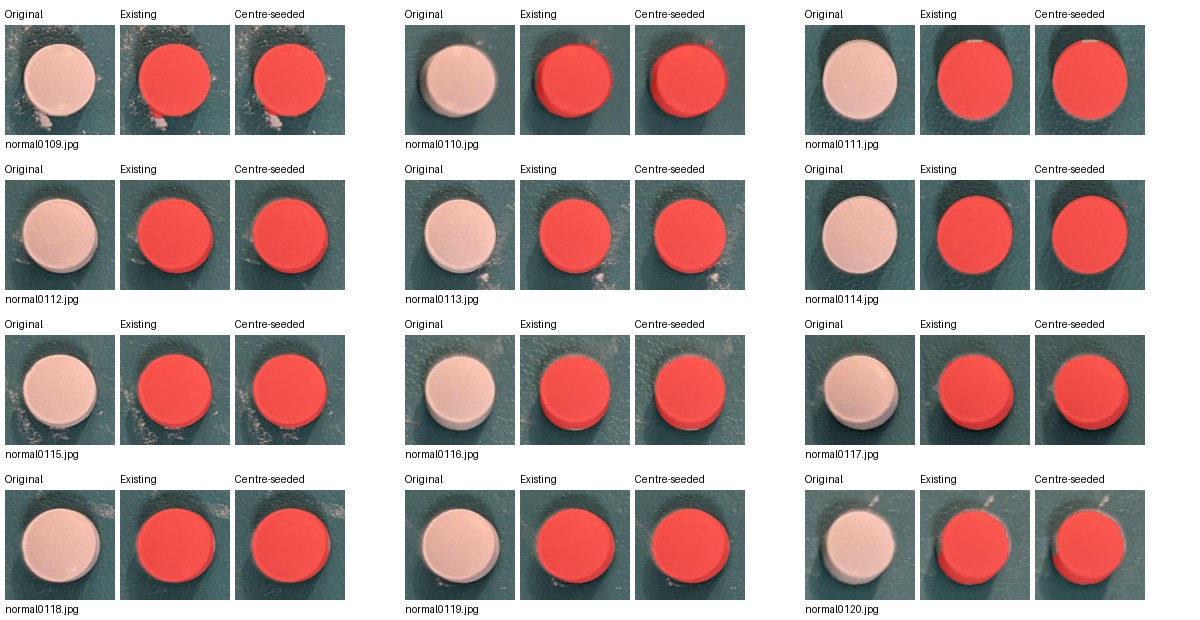 Original Existing Centre-seeded Original Existing Centre-seeded Original Existing Centre-seeded
normal0109.jpg normal0110.jpg normal0111.jpg
Original Existing Centre-seeded Original Existing Centre-seeded Original Existing Centre-seeded
normal0112.jpg normal0113.jpg normal0114.jpg
Original Existing Centre-seeded Original Existing Centre-seeded Original Existing Centre-seeded
normal0115.jpg normal0116.jpg normal0117.jpg
Original Existing Centre-seeded Original Existing Centre-seeded Original Existing Centre-seeded
normal0118.jpg normal0119.jpg normal0120.jpg